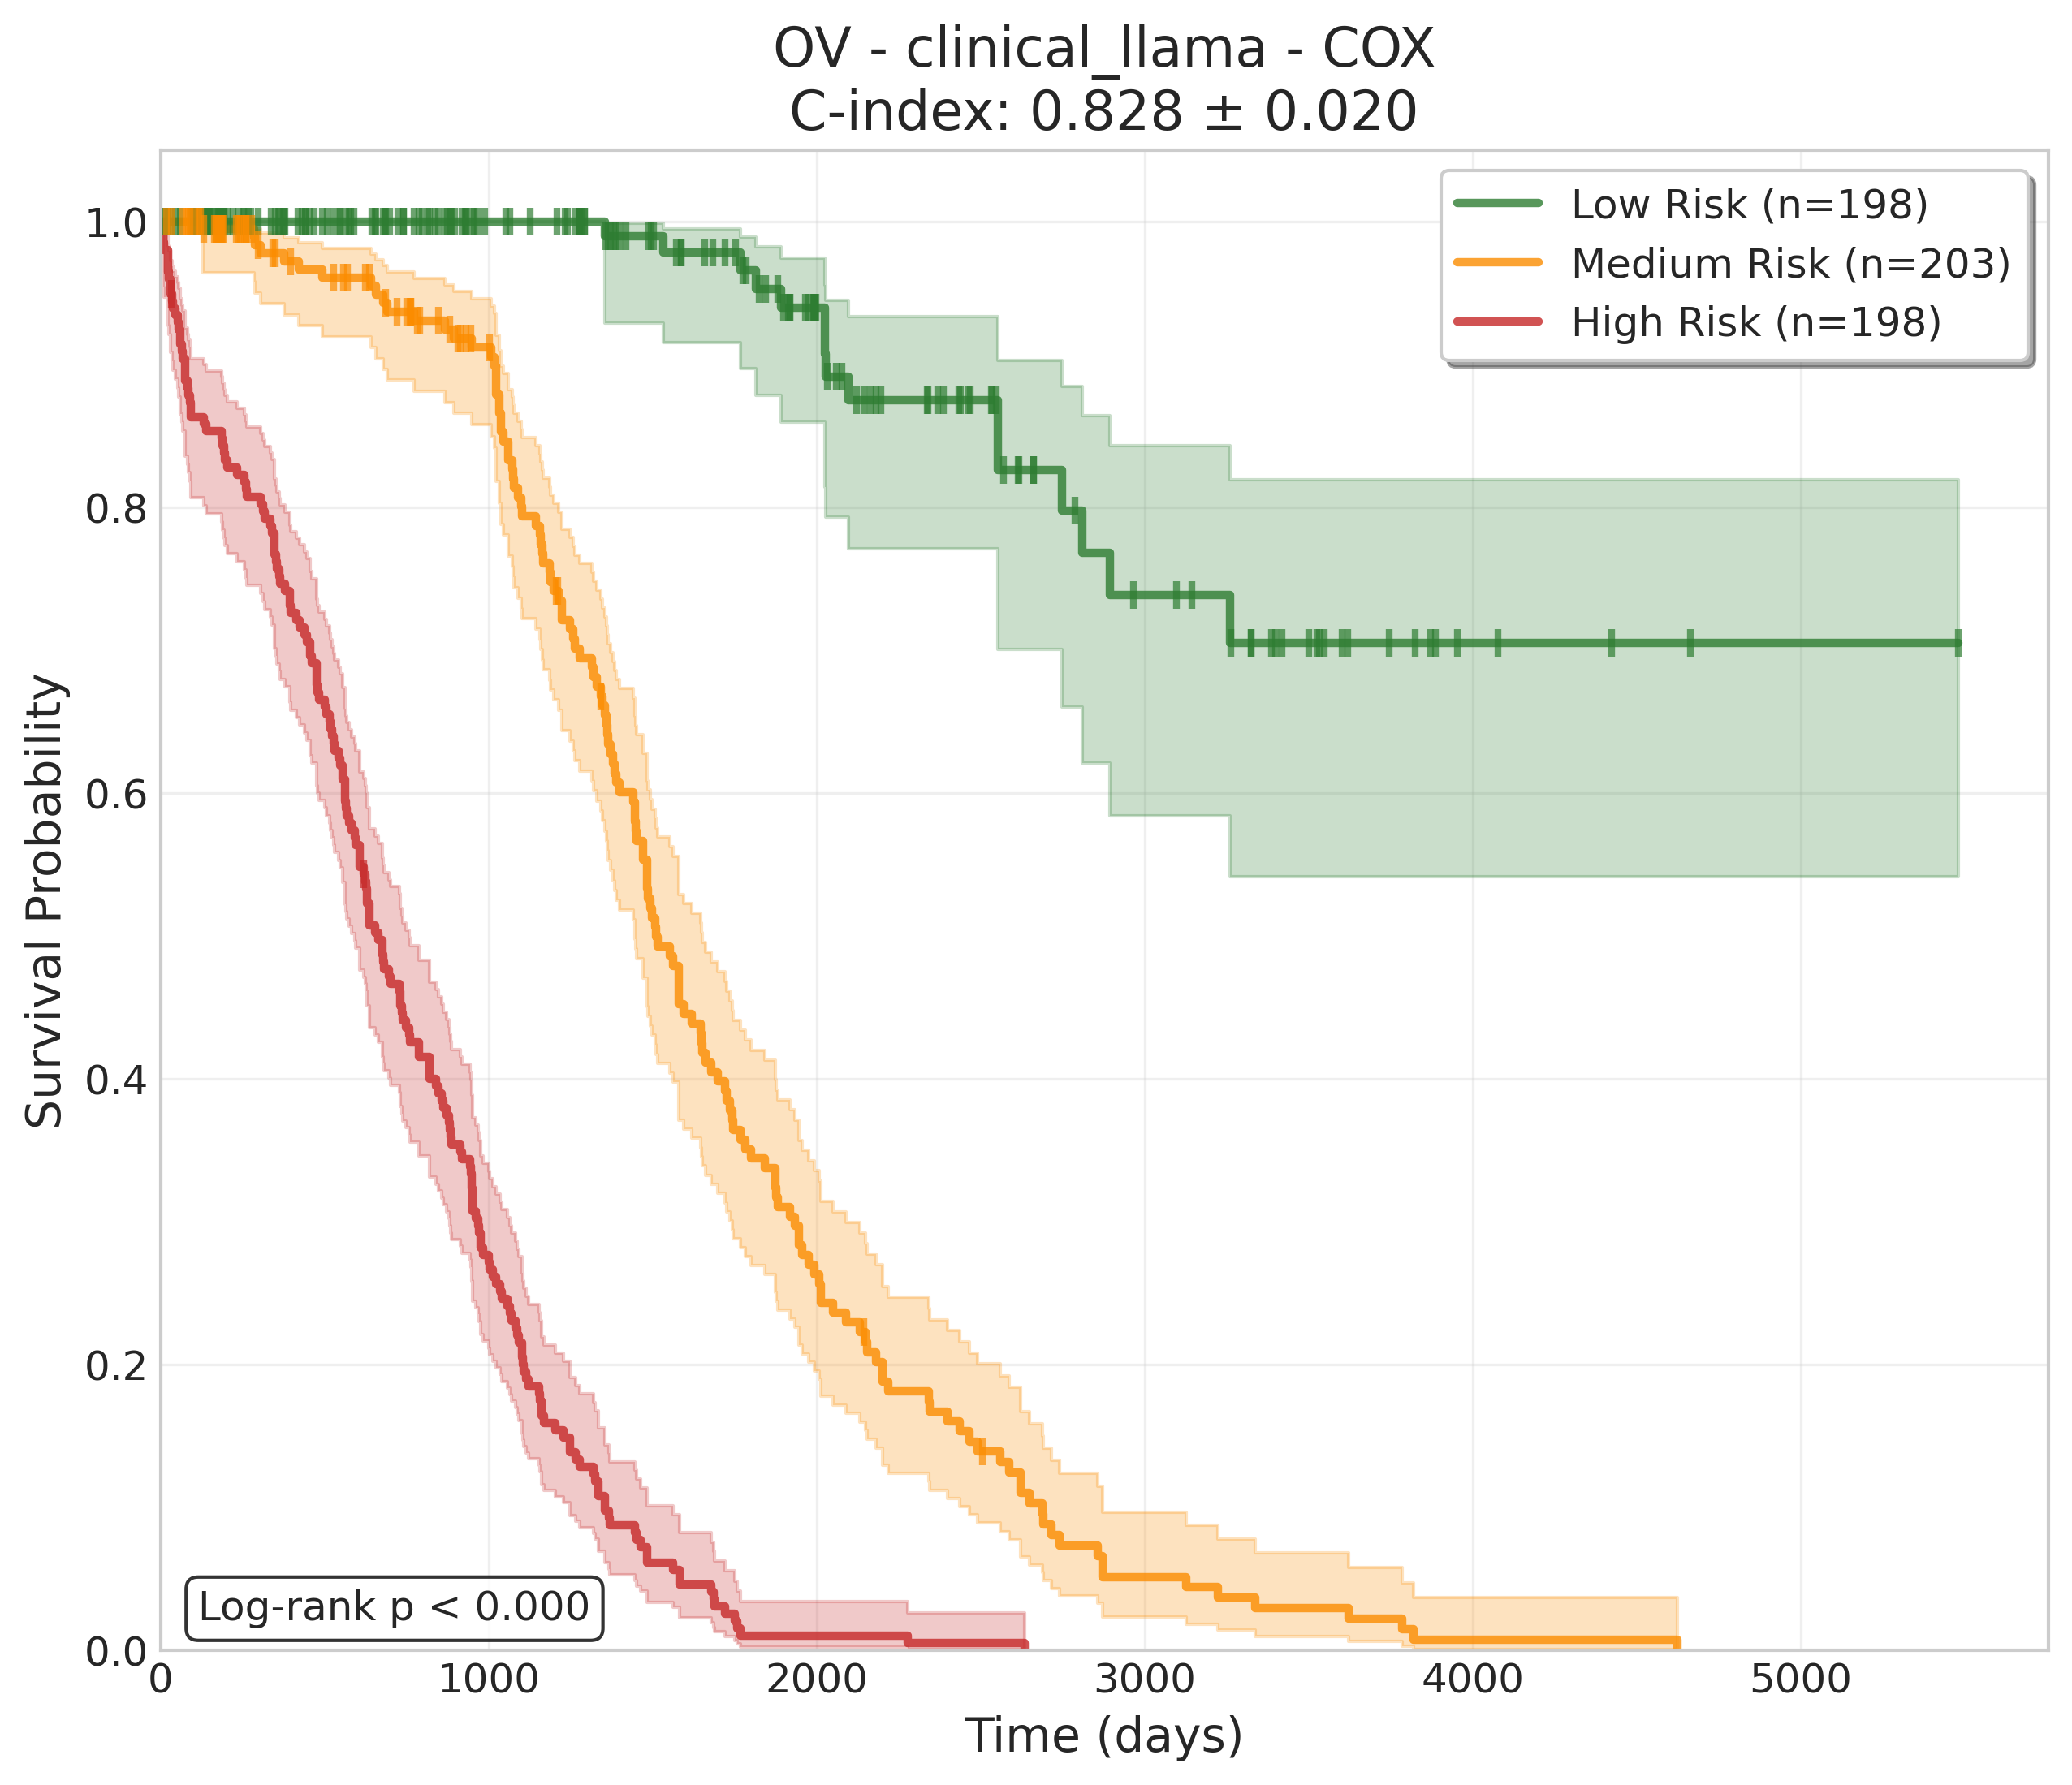 OV - clinical_llama - COX
C-index: 0.828 ± 0.020
Low Risk (n=198)
Medium Risk (n=203)
High Risk (n=198)
Survival Probability
1.0
0.8
0.6
0.4
0.2
0.0
Log-rank p < 0.000
0 1000 2000 3000 4000 5000
Time (days)